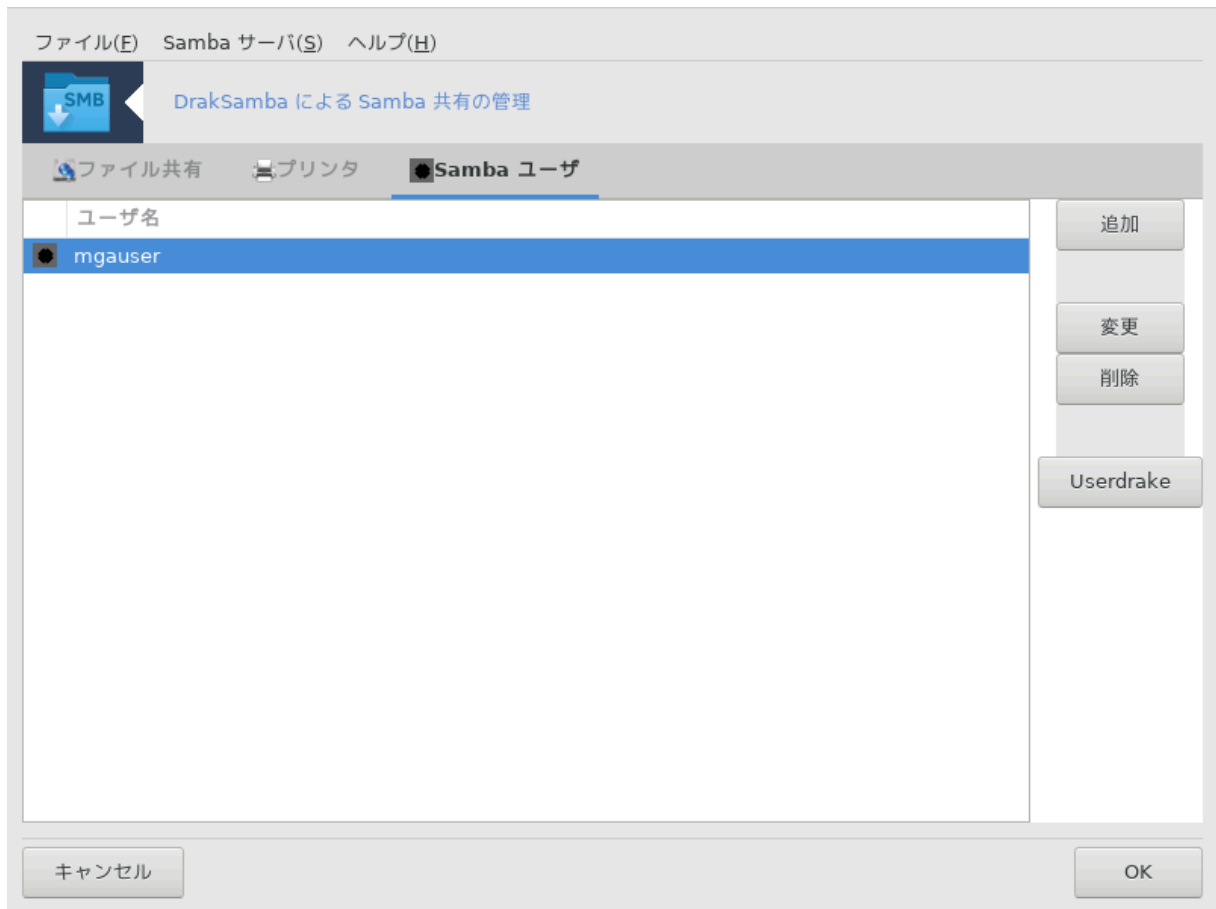 ファイル(F) Samba サーバ(S) ヘルプ(H)
SMB
DrakSamba による Samba 共有の管理
ファイル共有 プリンタ Samba ユーザ
ユーザ名
追加
mgauser
変更
削除
Userdrake
キャンセル OK